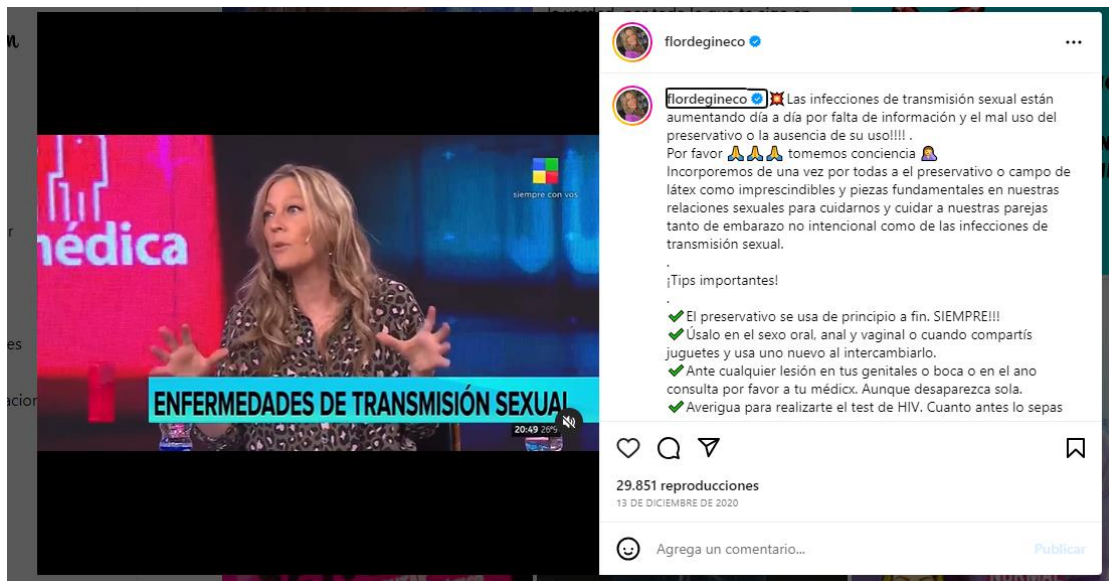 flordegineco
flordegineco 💥Las infecciones de transmisión sexual están
aumentando día a día por falta de información y el mal uso del
preservativo o la ausencia de su uso!!!! .
Por favor 🙏🙏🙏 tomemos conciencia 🤦‍♀️
Incorporemos de una vez por todas a el preservativo o campo de
látex como imprescindibles y piezas fundamentales en nuestras
relaciones sexuales para cuidarnos y cuidar a nuestras parejas
tanto de embarazo no intencional como de las infecciones de
transmisión sexual.
.
¡Tips importantes!
.
✔El preservativo se usa de principio a fin. SIEMPRE!!!
✔Úsalo en el sexo oral, anal y vaginal o cuando compartís
juguetes y usa uno nuevo al intercambiarlo.
✔Ante cualquier lesión en tus genitales o boca o en el ano
consulta por favor a tu médicx. Aunque desaparezca sola.
✔Averigua para realizarte el test de HIV. Cuanto antes lo sepas
siempre con vos
médica
ENFERMEDADES DE TRANSMISIÓN SEXUAL
20:49 26º9
29.851 reproducciones
13 DE DICIEMBRE DE 2020
Agrega un comentario...
Publicar